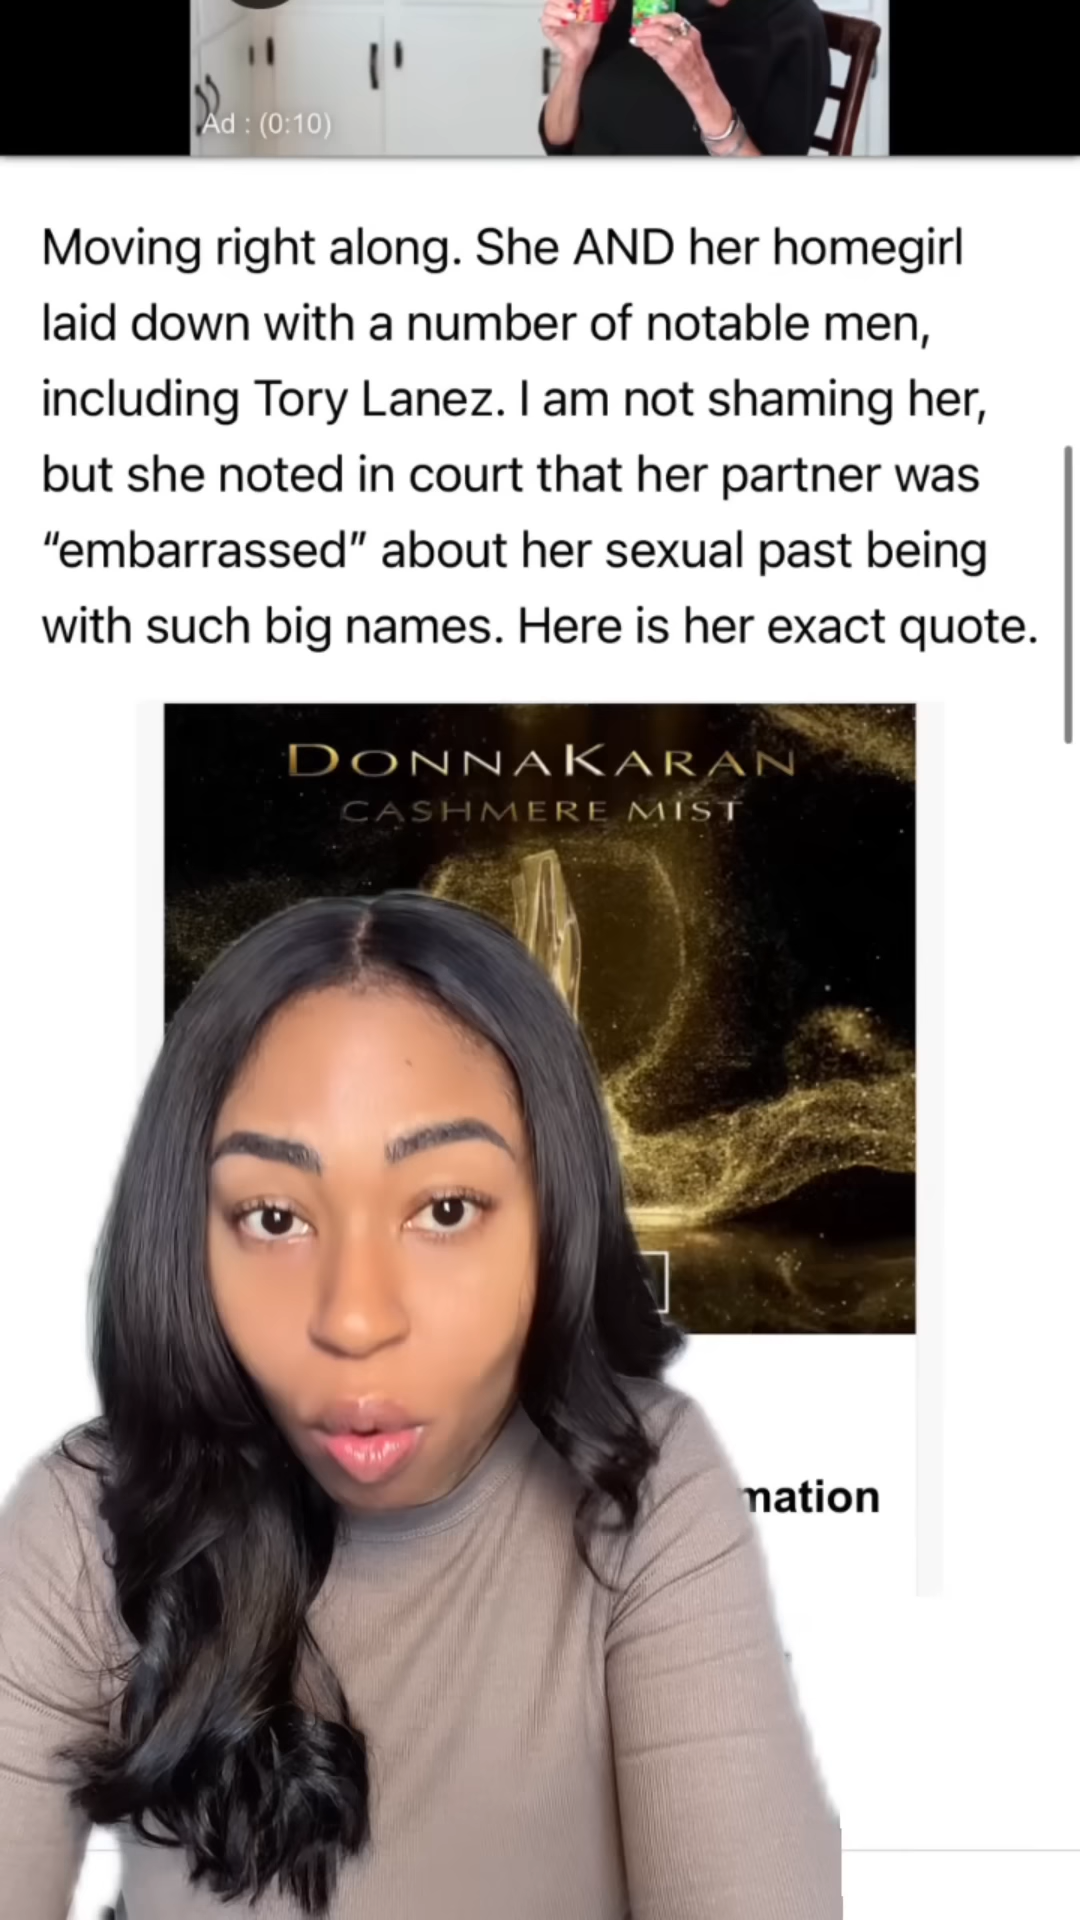 Ad : (0:10)
Moving right along. She AND her homegirl
laid down with a number of notable men,
including Tory Lanez. I am not shaming her,
but she noted in court that her partner was
“embarrassed” about her sexual past being
with such big names. Here is her exact quote.
DONNAKARAN
CASHMERE MIST
mation